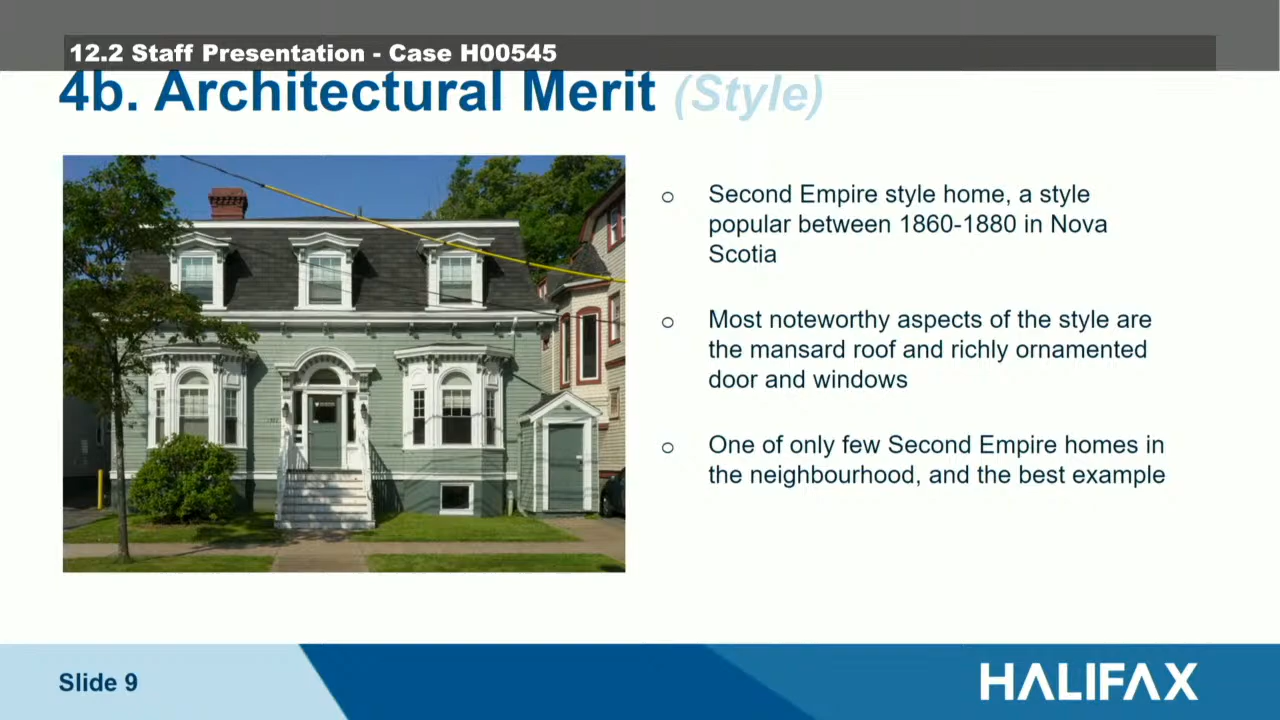 12.2 Staff Presentation - Case H00545
4b. Architectural Merit (Style)
o Second Empire style home, a style
popular between 1860-1880 in Nova
Scotia
o Most noteworthy aspects of the style are
the mansard roof and richly ornamented
door and windows
o One of only few Second Empire homes in
the neighbourhood, and the best example
Slide 9
HALIFAX